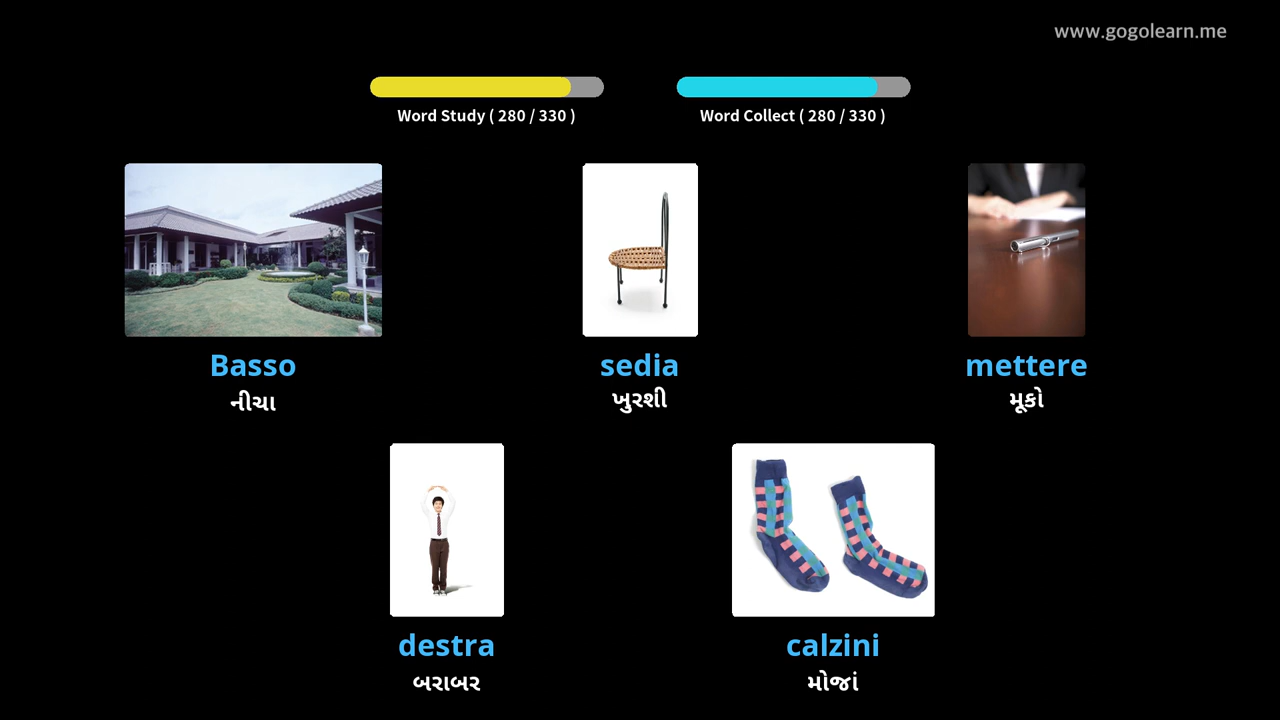 www.gogolearn.me
Word Study ( 280 / 330 )
Word Collect ( 280 / 330 )
Basso
નીચા
sedia
ખુરશી
mettere
મૂકો
destra
બરાબર
calzini
મોજાં